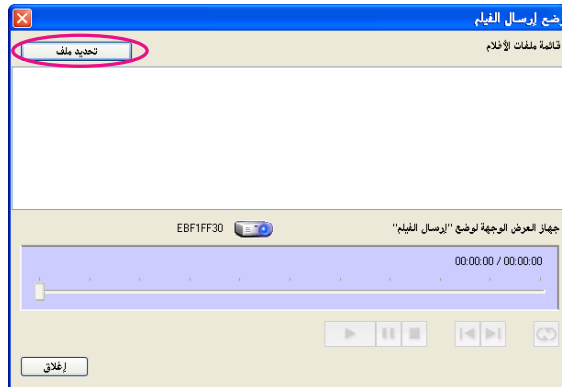 وضع إرسال الفيلم
قائمة ملفات الأفلام
تحديد ملف
جهاز العرض الوجهة لوضع "إرسال الفيلم"
EBF1FF30
00:00:00 / 00:00:00
إغلاق